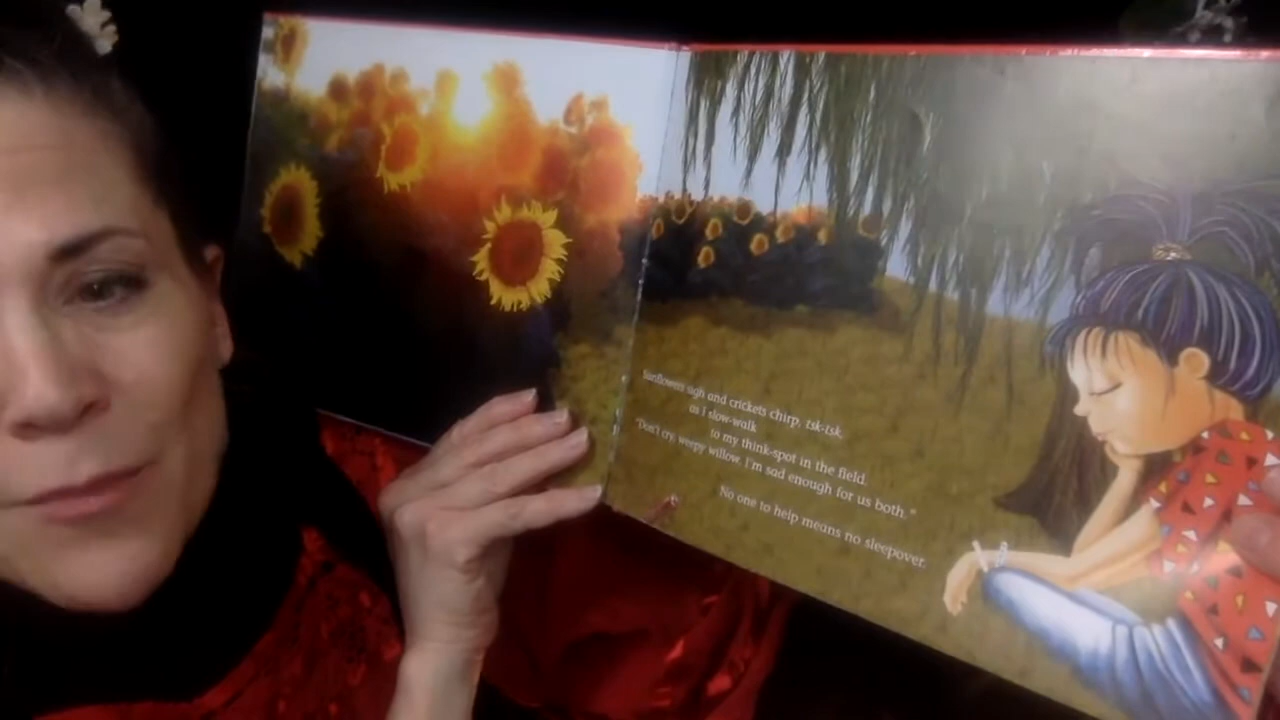 Sunflowers sigh and crickets chirp, tsk-tsk,
as I slow-walk
to my think-spot in the field.
"Don't cry, weepy willow. I'm sad enough for us both."
No one to help means no sleepover.